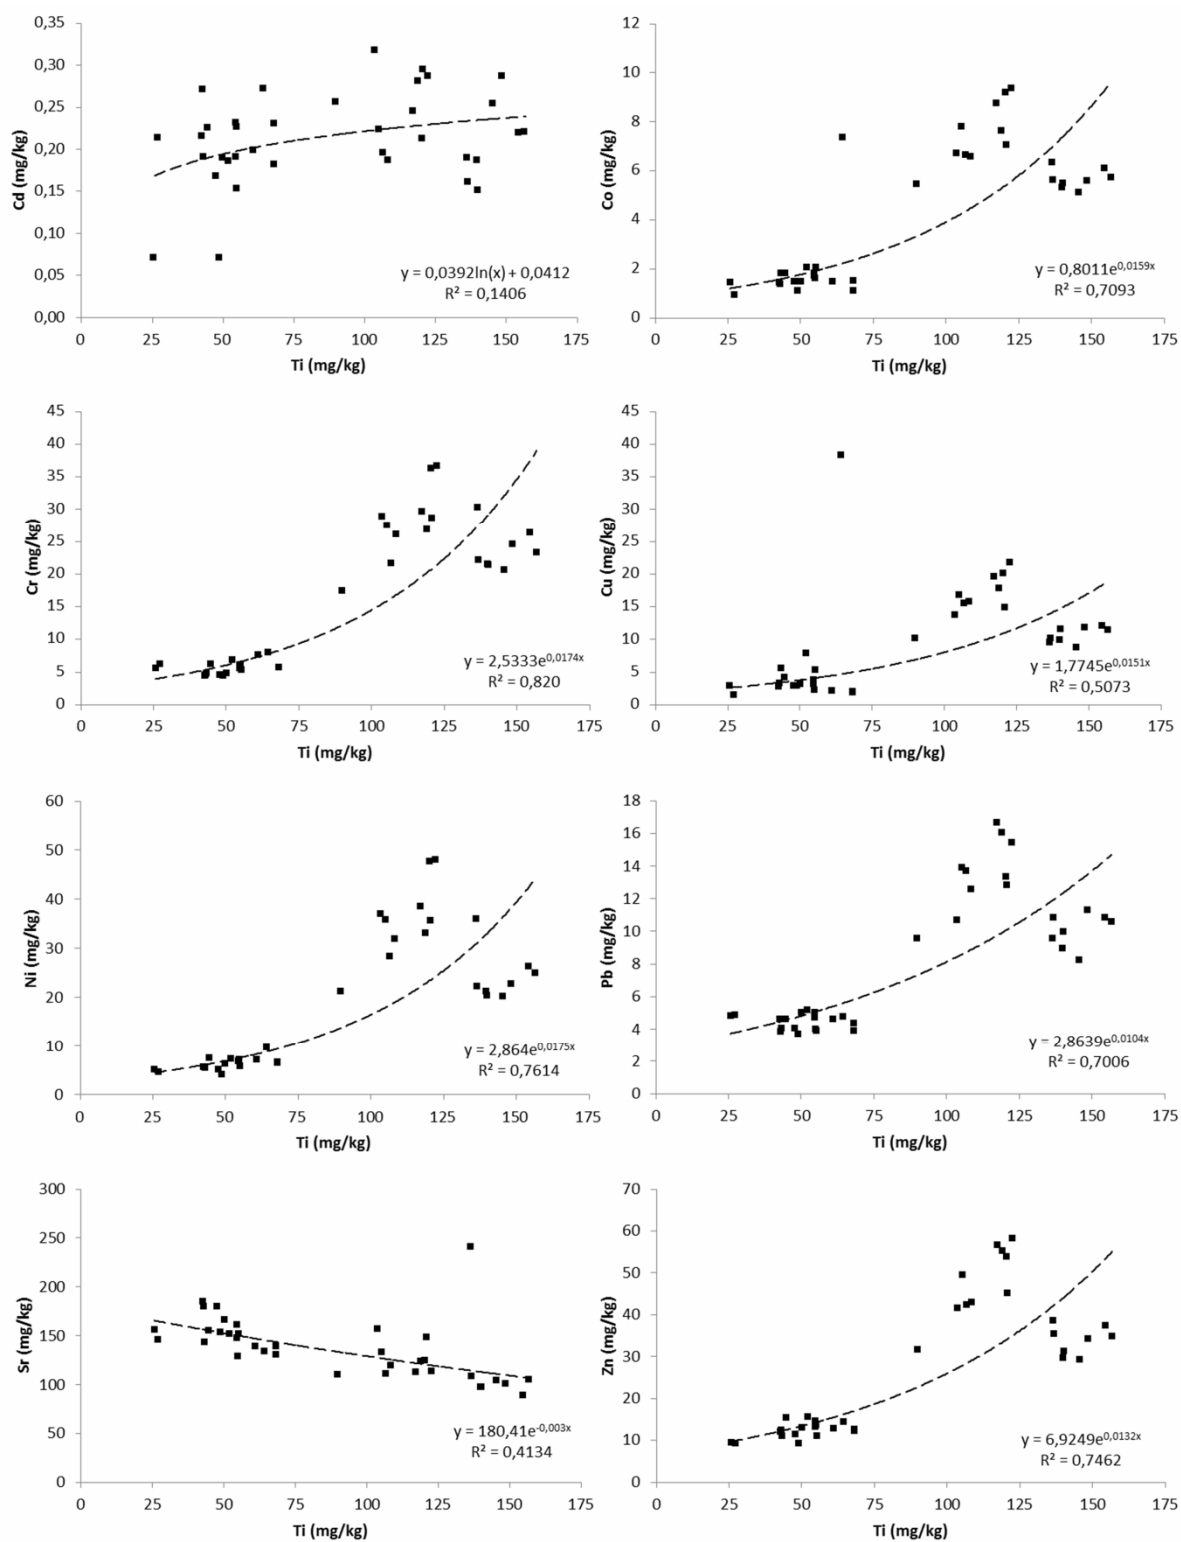 0,35
0,30
0,25
0,20
0,15
0,10
0,05
0,00
Cd (mg/kg)
y = 0,0392ln(x) + 0,0412
R² = 0,1406
0 25 50 75 100 125 150 175
Ti (mg/kg)
12
10
8
6
4
2
0
Co (mg/kg)
y = 0,8011e^0,0159x
R² = 0,7093
0 25 50 75 100 125 150 175
Ti (mg/kg)
45
40
35
30
25
20
15
10
5
0
Cr (mg/kg)
y = 2,5333e^0,0174x
R² = 0,820
0 25 50 75 100 125 150 175
Ti (mg/kg)
45
40
35
30
25
20
15
10
5
0
Cu (mg/kg)
y = 1,7745e^0,0151x
R² = 0,5073
0 25 50 75 100 125 150 175
Ti (mg/kg)
60
50
40
30
20
10
0
Ni (mg/kg)
y = 2,864e^0,0175x
R² = 0,7614
0 25 50 75 100 125 150 175
Ti (mg/kg)
18
16
14
12
10
8
6
4
2
0
Pb (mg/kg)
y = 2,8639e^0,0104x
R² = 0,7006
0 25 50 75 100 125 150 175
Ti (mg/kg)
300
250
200
150
100
50
0
Sr (mg/kg)
y = 180,41e^-0,003x
R² = 0,4134
0 25 50 75 100 125 150 175
Ti (mg/kg)
70
60
50
40
30
20
10
0
Zn (mg/kg)
y = 6,9249e^0,0132x
R² = 0,7462
0 25 50 75 100 125 150 175
Ti (mg/kg)